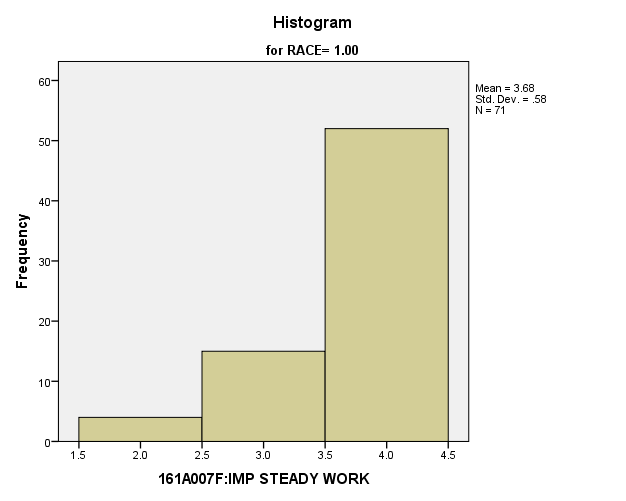 Histogram
for RACE= 1.00
Mean = 3.68
Std. Dev. = .58
N = 71
60
50
40
30
20
10
0
Frequency
1.5 2.0 2.5 3.0 3.5 4.0 4.5
161A007F:IMP STEADY WORK